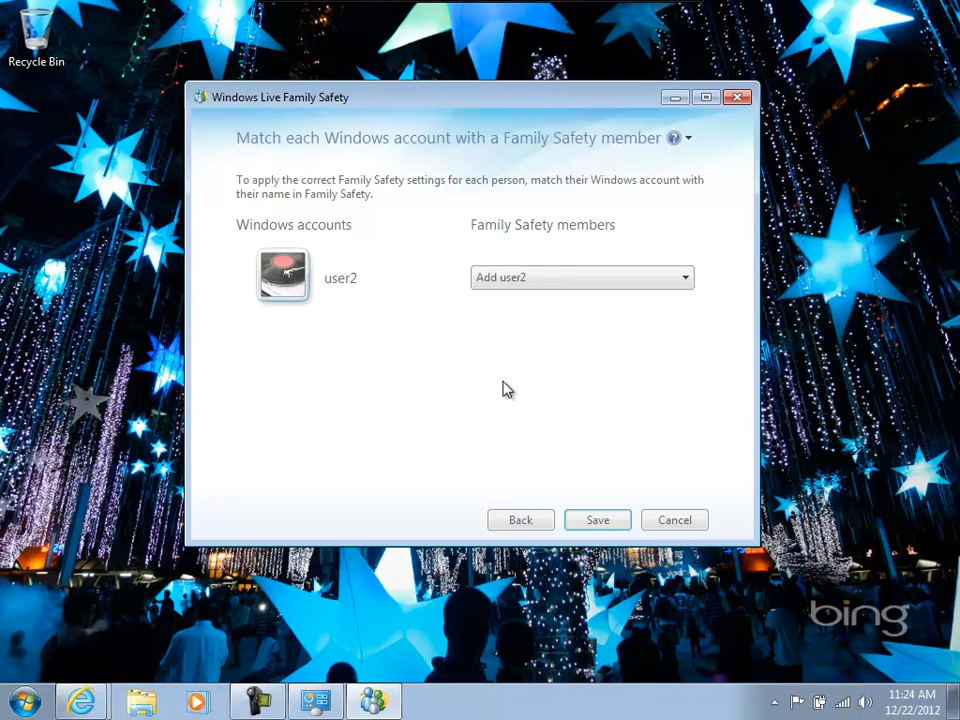 Recycle Bin
Windows Live Family Safety
Match each Windows account with a Family Safety member
To apply the correct Family Safety settings for each person, match their Windows account with
their name in Family Safety.
Windows accounts
Family Safety members
user2
Add user2
Back
Save
Cancel
bing
11:24 AM
12/22/2012